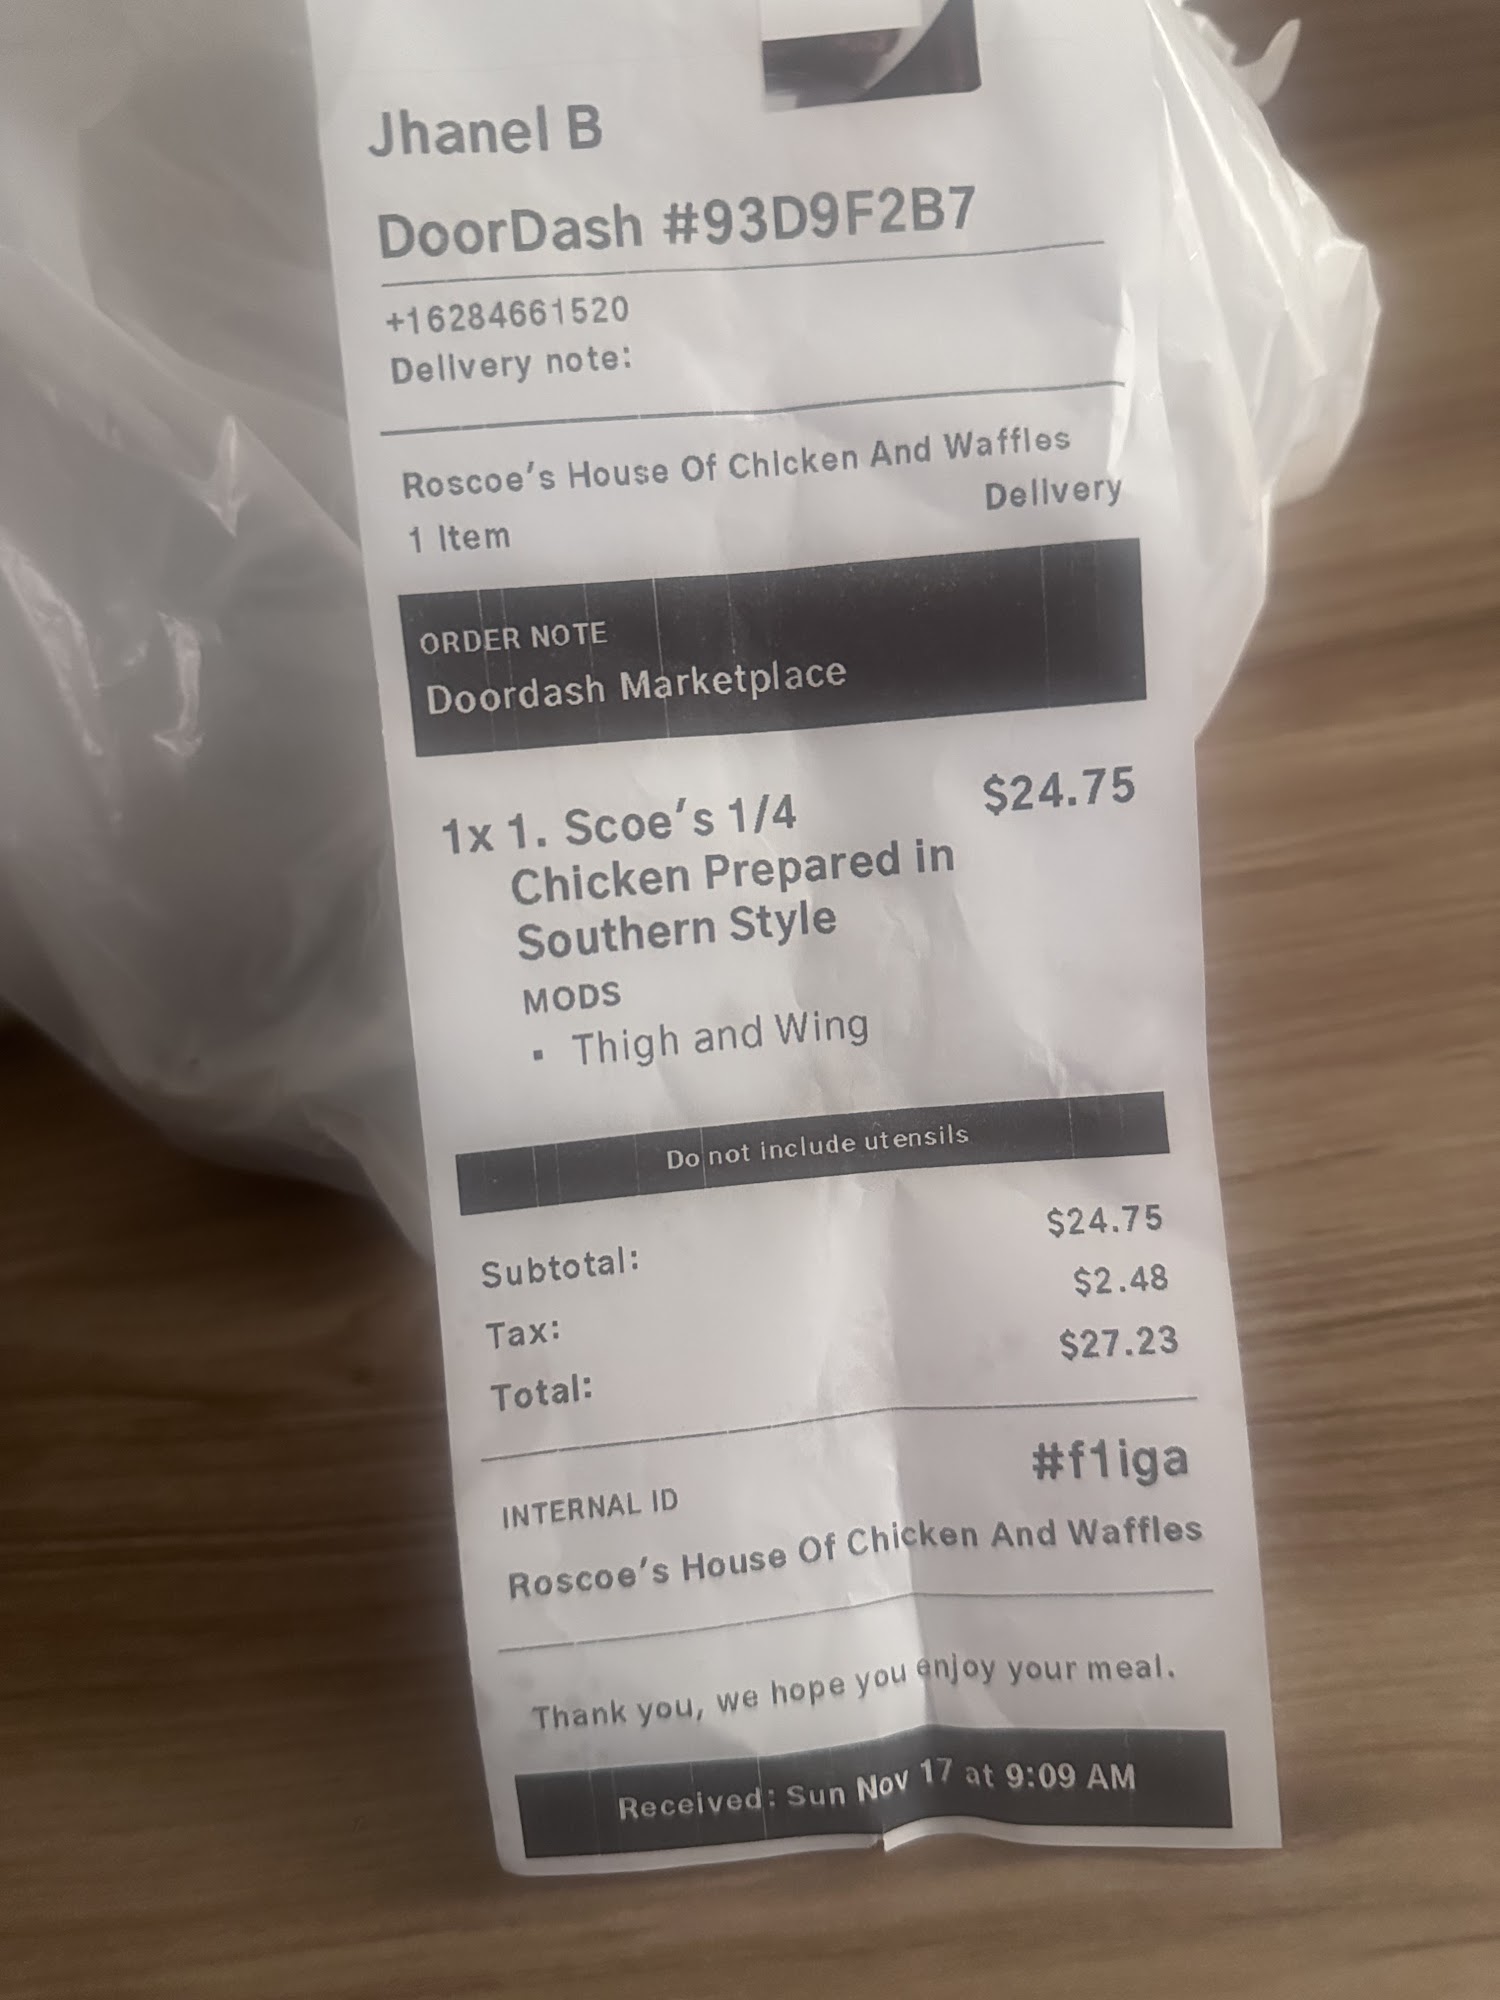 Jhanel B
DoorDash #93D9F2B7
+16284661520
Delivery note:
Roscoe's House Of Chicken And Waffles
1 Item Delivery
ORDER NOTE
Doordash Marketplace
1x 1. Scoe's 1/4 $24.75
Chicken Prepared in
Southern Style
MODS
▪ Thigh and Wing
Do not include utensils
Subtotal: $24.75
Tax: $2.48
Total: $27.23
INTERNAL ID #f1iga
Roscoe's House Of Chicken And Waffles
Thank you, we hope you enjoy your meal.
Received: Sun Nov 17 at 9:09 AM